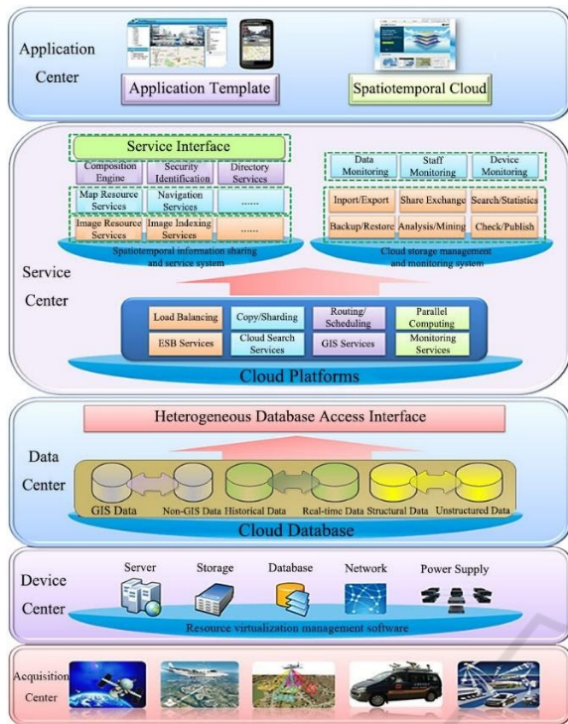 Application
Center
Application Template
Spatiotemporal Cloud
Service
Center
Service Interface
Composition
Engine
Security
Identification
Directory
Services
Map Resource
Services
Navigation
Services
......
Image Resource
Services
Image Indexing
Services
......
Spatiotemporal information sharing
and service system
Data
Monitoring
Staff
Monitoring
Device
Monitoring
Inport/Export
Share Exchange
Search/Statistics
Backup/Restore
Analysis/Mining
Check/Publish
Cloud storage management
and monitoring system
Load Balancing
Copy/Sharding
Routing/
Scheduling
Parallel
Computing
ESB Services
Cloud Search
Services
GIS Services
Monitoring
Services
Cloud Platforms
Data
Center
Heterogeneous Database Access Interface
GIS Data
Non-GIS Data
Historical Data
Real-time Data
Structural Data
Unstructured Data
Cloud Database
Device
Center
Server
Storage
Database
Network
Power Supply
Resource virtualization management software
Acquisition
Center